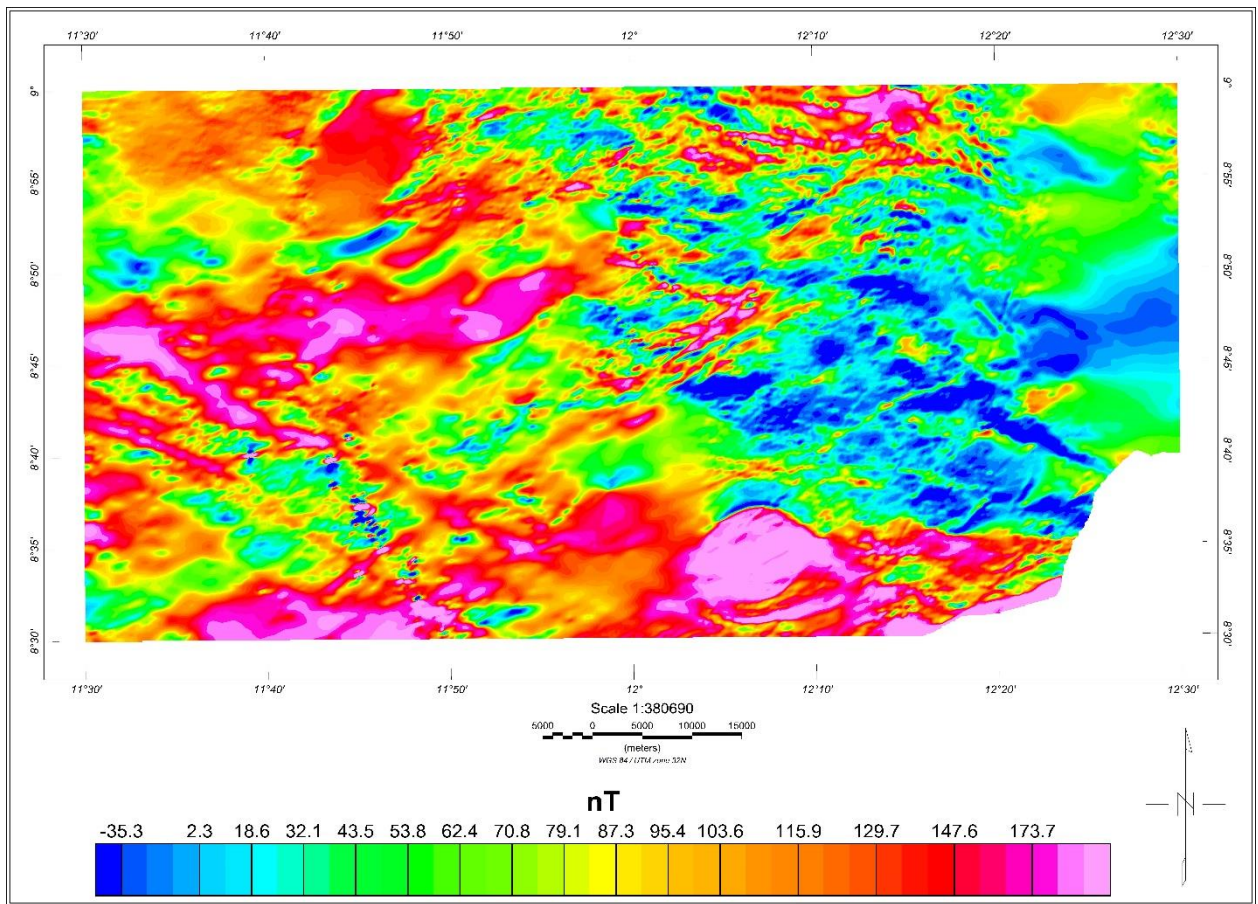 11°30' 11°40' 11°50' 12° 12°10' 12°20' 12°30'
9° 9°
8°55' 8°55'
8°50' 8°50'
8°45' 8°45'
8°40' 8°40'
8°35' 8°35'
8°30' 8°30'
11°30' 11°40' 11°50' 12° 12°10' 12°20' 12°30'
Scale 1:380690
5000 0 5000 10000 15000
(meters)
WGS 84 / UTM zone 32N
N
nT
-35.3 2.3 18.6 32.1 43.5 53.8 62.4 70.8 79.1 87.3 95.4 103.6 115.9 129.7 147.6 173.7